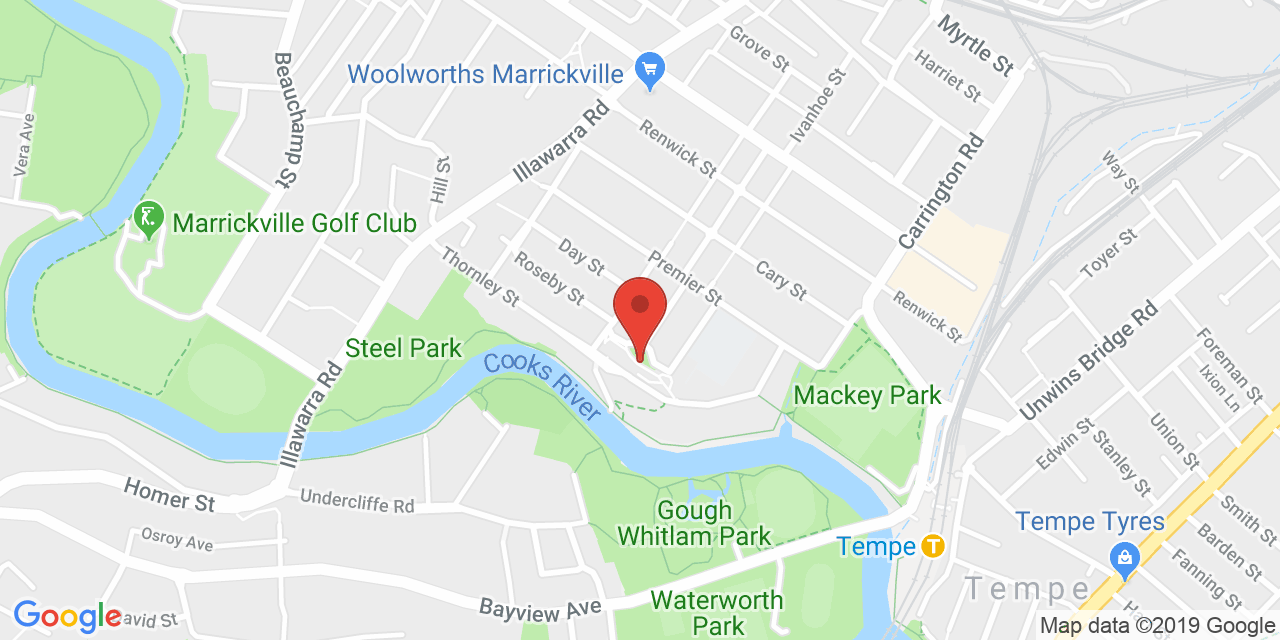 Myrtle St
Grove St
Harriet St
Woolworths Marrickville
Beauchamp St
Ivanhoe St
Illawarra Rd
Renwick St
Vera Ave
Hill St
Carrington Rd
Way St
Marrickville Golf Club
Toyer St
Day St
Thornley St
Roseby St
Premier St
Cary St
Renwick St
Unwins Bridge Rd
Foreman St
Ixion Ln
Steel Park
Cooks River
Mackey Park
Illawarra Rd
Edwin St
Stanley St
Union St
Homer St
Undercliffe Rd
Gough
Whitlam Park
Smith St
Tempe Tyres
Barden St
Osroy Ave
Tempe
T
Fanning St
Tempe
Bayview Ave
Waterworth
Park
Google
avid St
Map data ©2019 Google